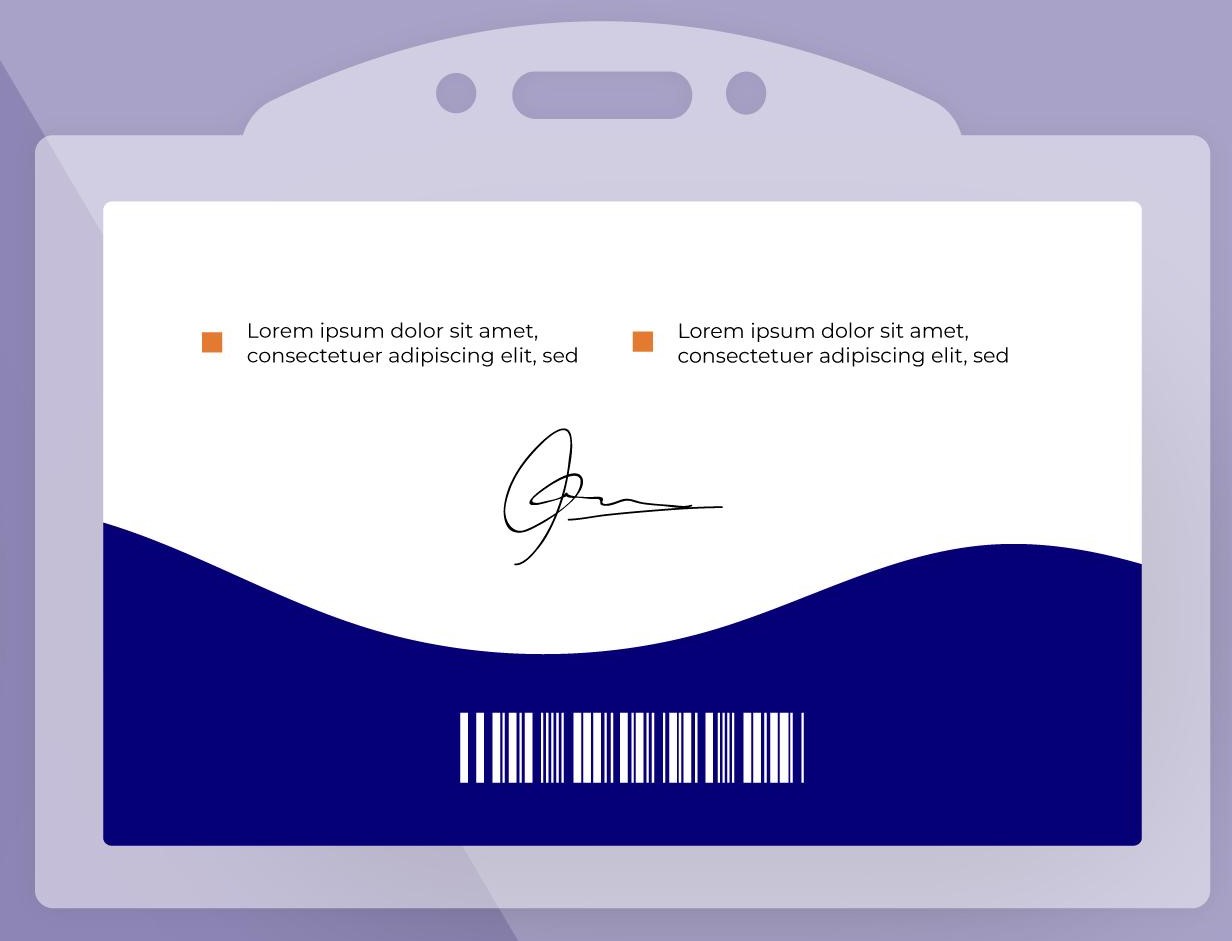 Lorem ipsum dolor sit amet,
consectetuer adipiscing elit, sed
Lorem ipsum dolor sit amet,
consectetuer adipiscing elit, sed